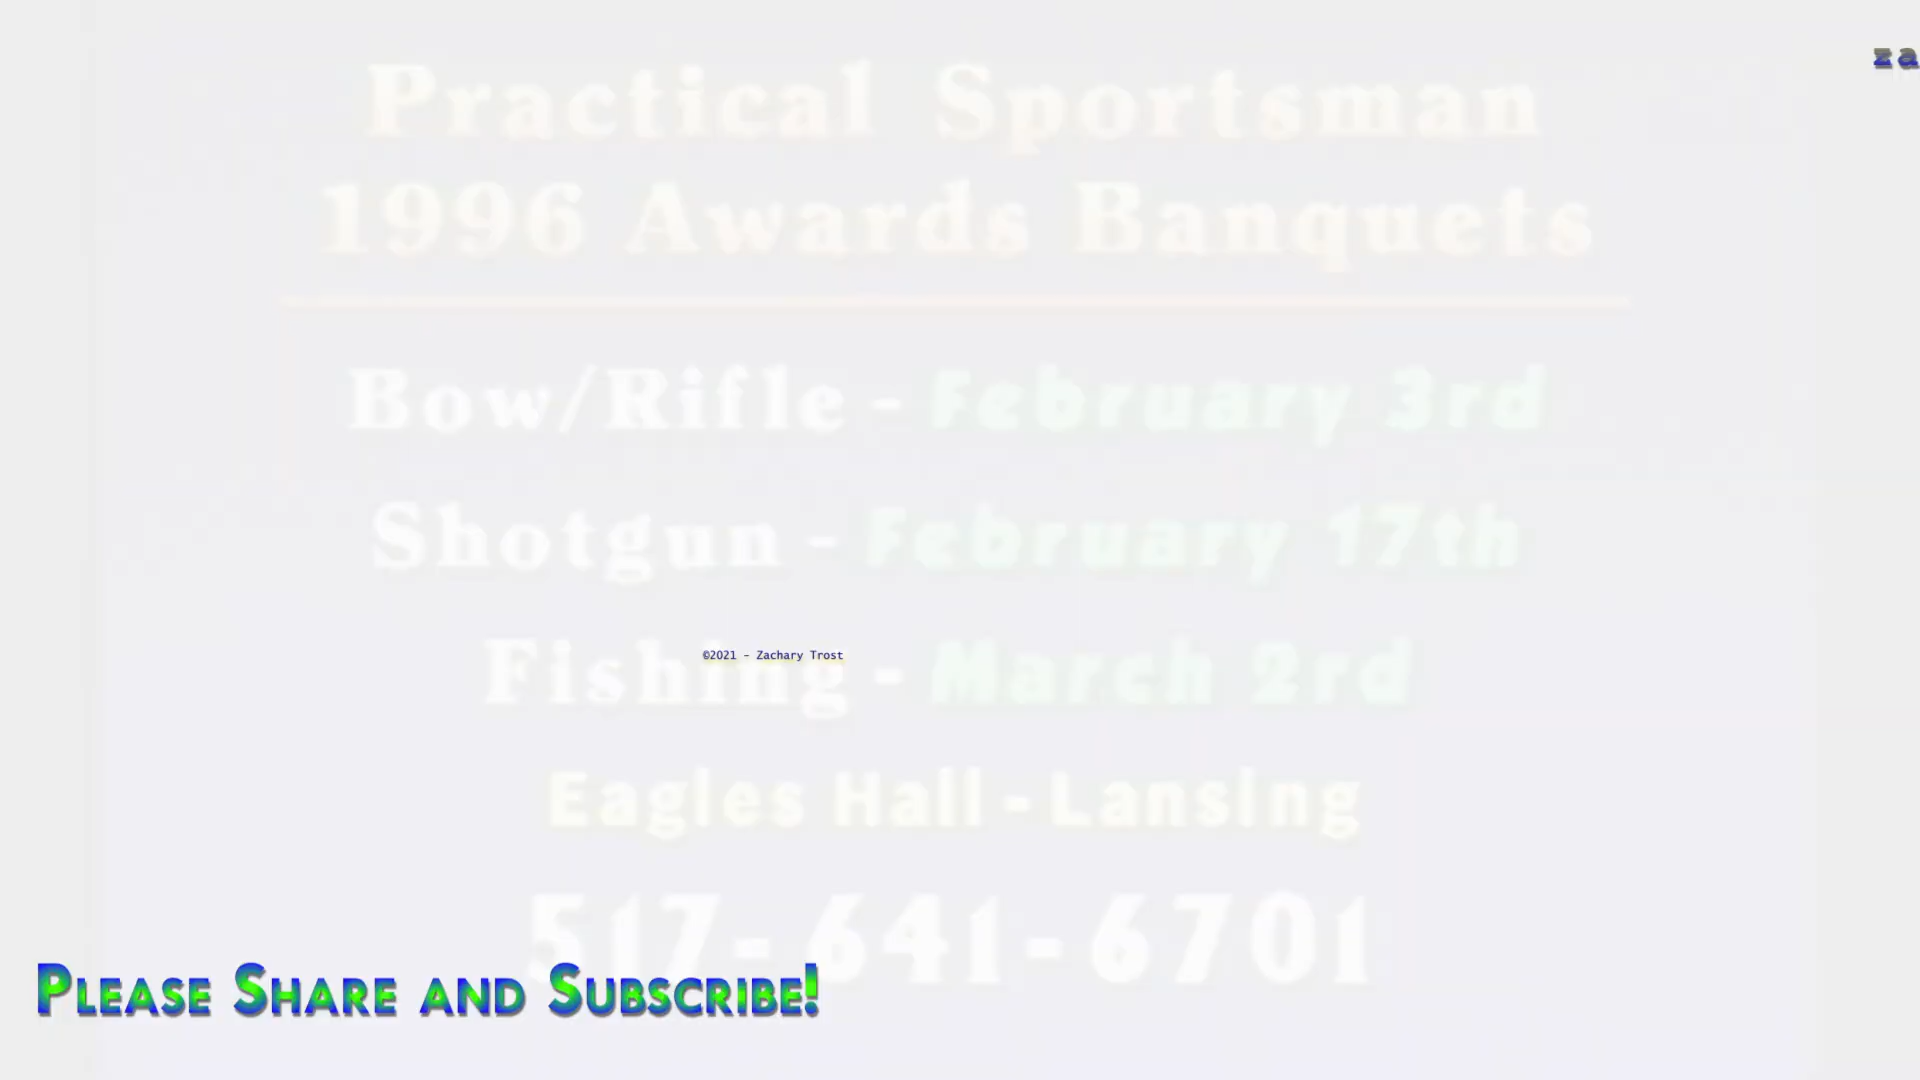 za
Practical Sportsman
1996 Awards Banquets
Bow/Rifle - February 3rd
Shotgun - February 17th
©2021 - Zachary Trost
Fishing - March 2rd
Eagles Hall - Lansing
517-641-6701
Please Share and Subscribe!